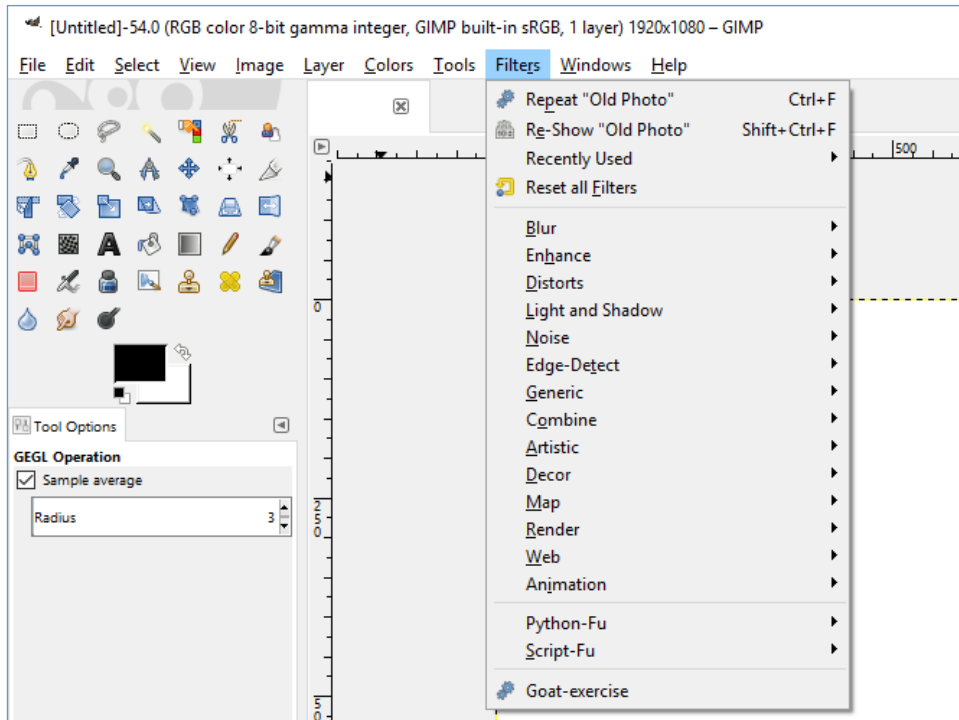 [Untitled]-54.0 (RGB color 8-bit gamma integer, GIMP built-in sRGB, 1 layer) 1920x1080 – GIMP
File Edit Select View Image Layer Colors Tools Filters Windows Help
Repeat "Old Photo" Ctrl+F
Re-Show "Old Photo" Shift+Ctrl+F
Recently Used
Reset all Filters
Blur
Enhance
Distorts
Light and Shadow
Noise
Edge-Detect
Generic
Combine
Artistic
Decor
Map
Render
Web
Animation
Python-Fu
Script-Fu
Goat-exercise
500
0
250
50
Tool Options
GEGL Operation
Sample average
Radius 3